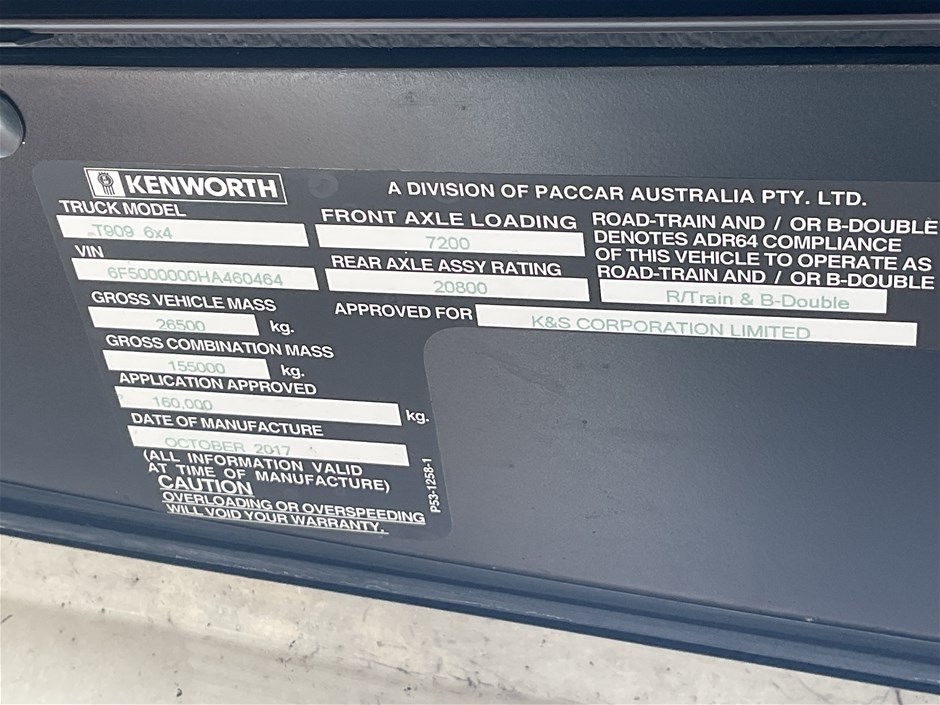 KENWORTH
A DIVISION OF PACCAR AUSTRALIA PTY. LTD.
TRUCK MODEL
T909 6x4
VIN
6F5000000HA460464
GROSS VEHICLE MASS
26500 kg.
GROSS COMBINATION MASS
155000 kg.
APPLICATION APPROVED
160,000 kg.
DATE OF MANUFACTURE
OCTOBER 2017
(ALL INFORMATION VALID
AT TIME OF MANUFACTURE)
CAUTION
OVERLOADING OR OVERSPEEDING
WILL VOID YOUR WARRANTY.
P53-1258-1
FRONT AXLE LOADING
7200
REAR AXLE ASSY RATING
20800
APPROVED FOR K&S CORPORATION LIMITED
ROAD-TRAIN AND / OR B-DOUBLE
DENOTES ADR64 COMPLIANCE
OF THIS VEHICLE TO OPERATE AS
ROAD-TRAIN AND / OR B-DOUBLE
R/Train & B-Double